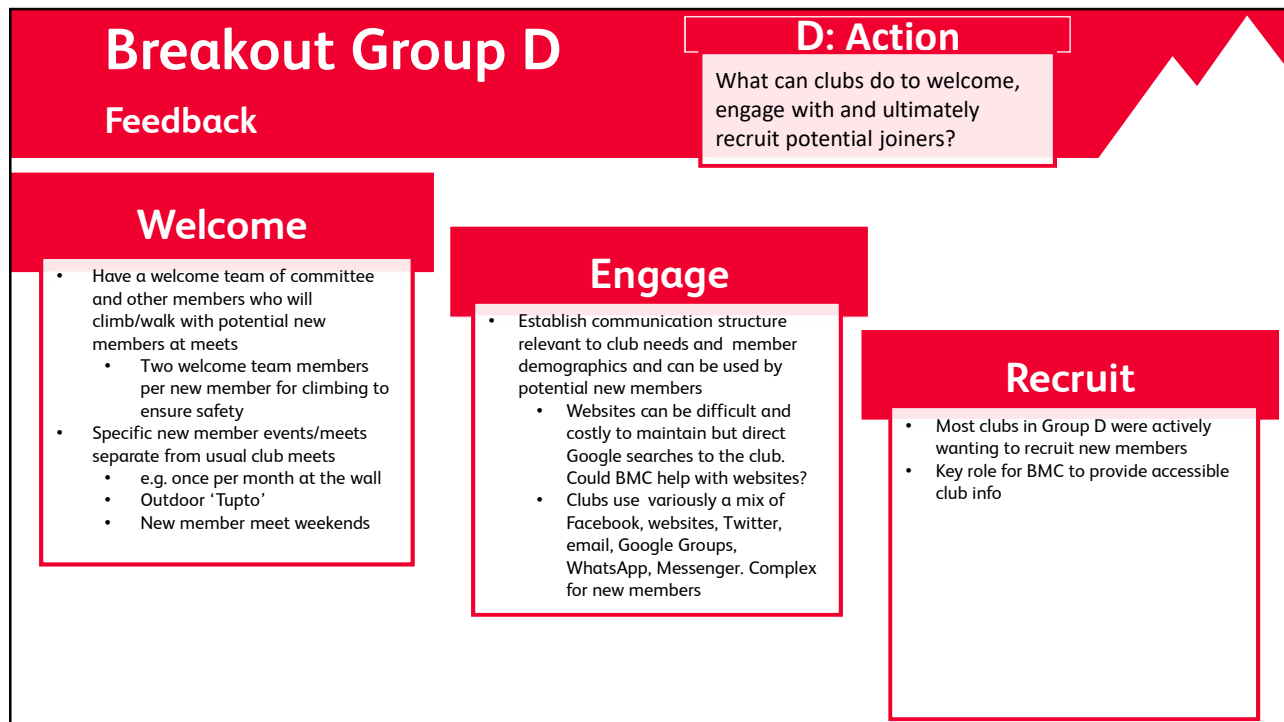 Breakout Group D
Feedback
D: Action
What can clubs do to welcome,
engage with and ultimately
recruit potential joiners?
Welcome
• Have a welcome team of committee
and other members who will
climb/walk with potential new
members at meets
• Two welcome team members
per new member for climbing to
ensure safety
• Specific new member events/meets
separate from usual club meets
• e.g. once per month at the wall
• Outdoor ‘Tupto’
• New member meet weekends
Engage
• Establish communication structure
relevant to club needs and member
demographics and can be used by
potential new members
• Websites can be difficult and
costly to maintain but direct
Google searches to the club.
Could BMC help with websites?
• Clubs use variously a mix of
Facebook, websites, Twitter,
email, Google Groups,
WhatsApp, Messenger. Complex
for new members
Recruit
• Most clubs in Group D were actively
wanting to recruit new members
• Key role for BMC to provide accessible
club info